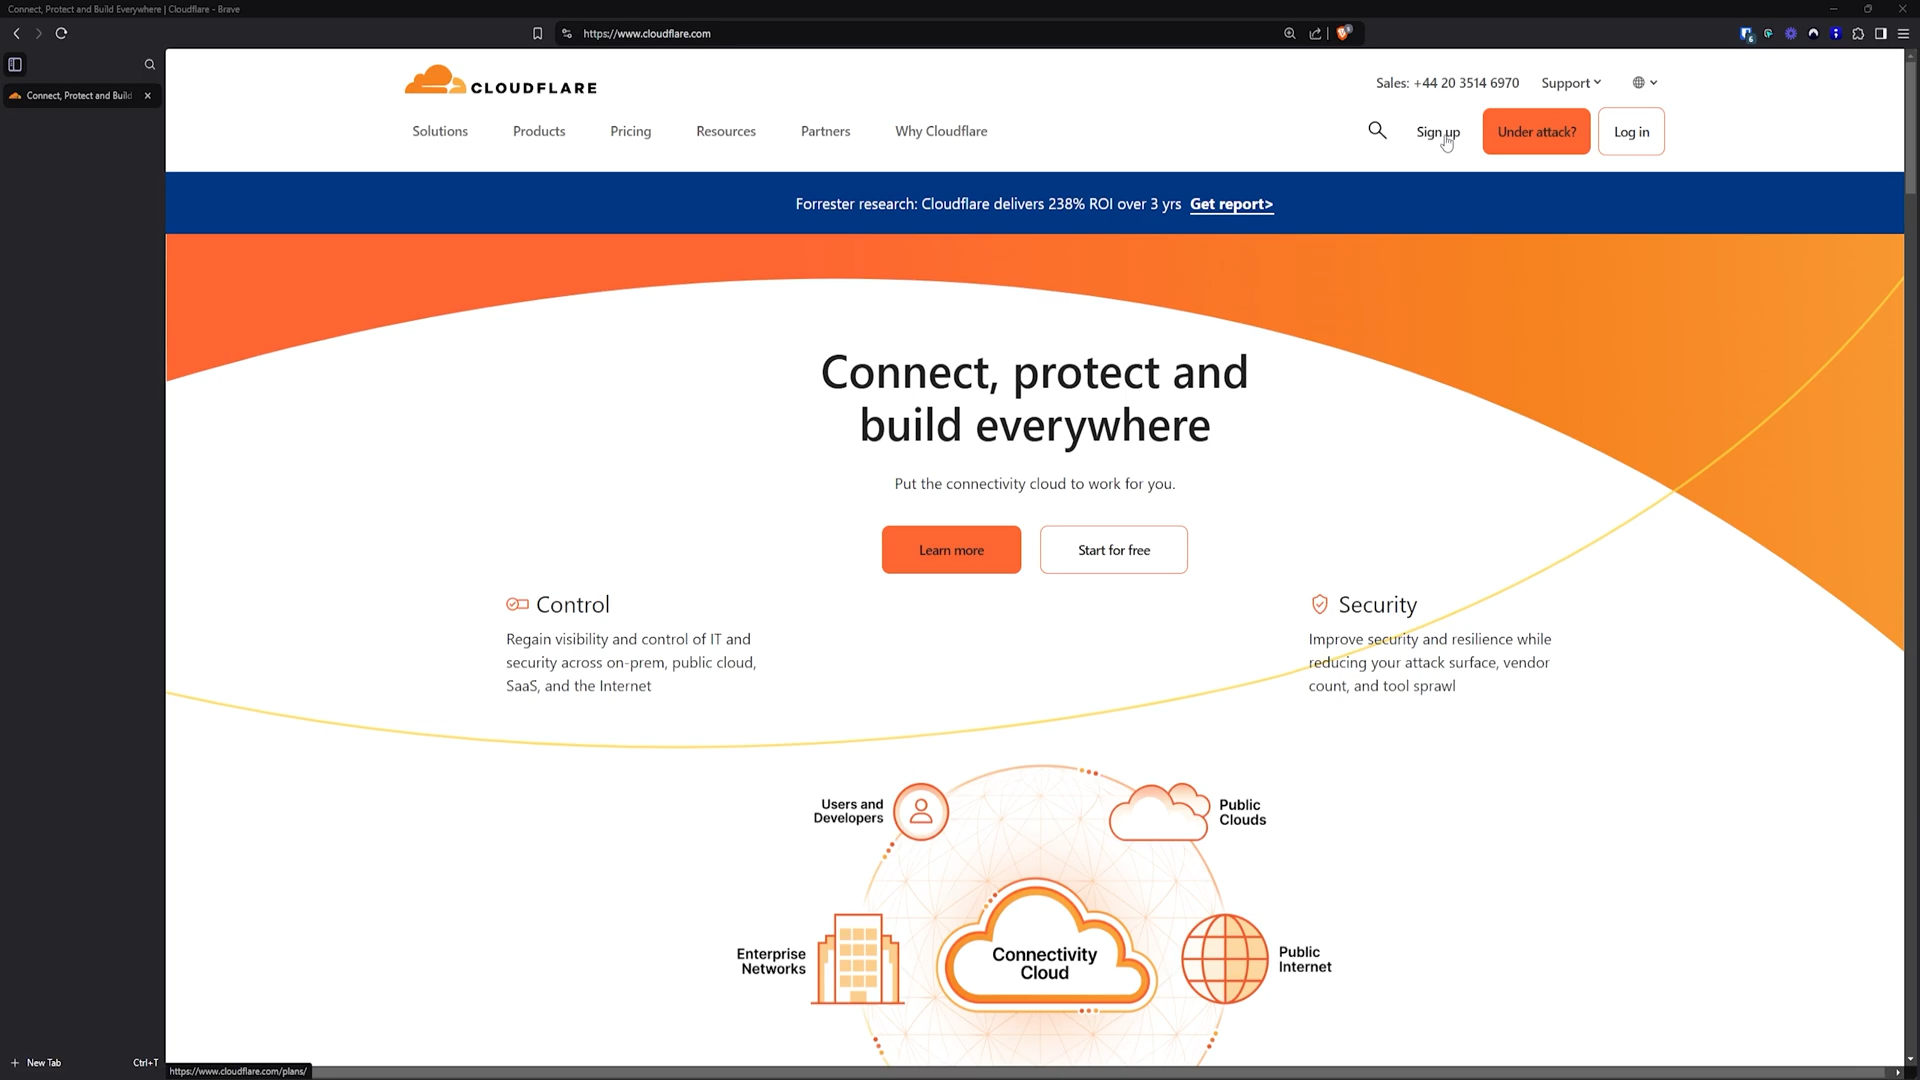 Connect, Protect and Build Everywhere | Cloudflare - Brave
https://www.cloudflare.com
6
Connect, Protect and Build
CLOUDFLARE
Sales: +44 20 3514 6970
Support
Solutions
Products
Pricing
Resources
Partners
Why Cloudflare
Sign up
Under attack?
Log in
Forrester research: Cloudflare delivers 238% ROI over 3 yrs Get report>
Connect, protect and
build everywhere
Put the connectivity cloud to work for you.
Learn more
Start for free
Control
Regain visibility and control of IT and
security across on-prem, public cloud,
SaaS, and the Internet
Security
Improve security and resilience while
reducing your attack surface, vendor
count, and tool sprawl
Users and
Developers
Public
Clouds
Enterprise
Networks
Connectivity
Cloud
Public
Internet
New Tab
Ctrl+T
https://www.cloudflare.com/plans/